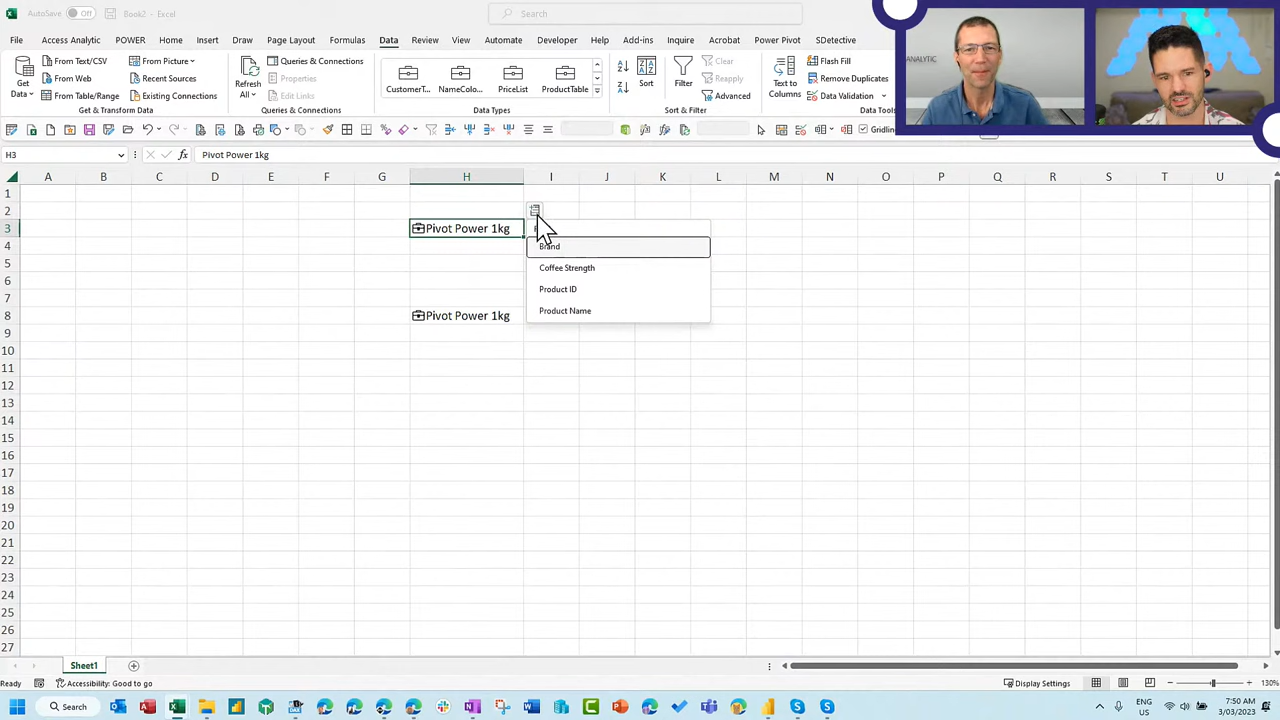 AutoSave Off Book2 - Excel Search
File Access Analytic POWER Home Insert Draw Page Layout Formulas Data Review View Automate Developer Help Inquire Acrobat Power Pivot SDetective
Get Data
From Text/CSV
From Web
From Table/Range
From Picture
Recent Sources
Existing Connections
Get & Transform Data
Refresh All
Queries & Connections
Properties
Edit Links
Queries & Connections
CustomerT...
NameColo...
PriceList
ProductTable
Data Types
Sort
Filter
Clear
Reapply
Advanced
Sort & Filter
Text to Columns
Flash Fill
Remove Duplicates
Data Validation
Data Tools
ANALYTIC
Gridlin
H3 Pivot Power 1kg
A B C D E F G H I J K L M N O P Q R S T U
1
2
3 Pivot Power 1kg
4 Brand
5 Coffee Strength
6 Product ID
7 Product Name
8 Pivot Power 1kg
9
10
11
12
13
14
15
16
17
18
19
20
21
22
23
24
25
26
27
Sheet1
Ready Accessibility: Good to go Display Settings 130%
Search ENG US 7:50 AM 3/03/2023